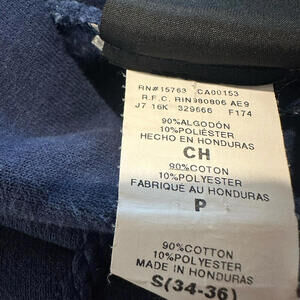 RN#15763 CA00153
R.F.C. RIN980806 AE9
J7 16K 329666 F174
90%ALGODÓN
10%POLIÉSTER
HECHO EN HONDURAS
CH
90%COTON
10%POLYESTER
FABRIQUÉ AU HONDURAS
P
90%COTTON
10%POLYESTER
MADE IN HONDURAS
S(34-36)